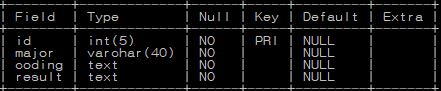 | Field | Type | Null | Key | Default | Extra |
| id | int(5) | NO | PRI | NULL | |
| major | varchar(40) | NO | | NULL | |
| coding | text | NO | | NULL | |
| result | text | NO | | NULL | |